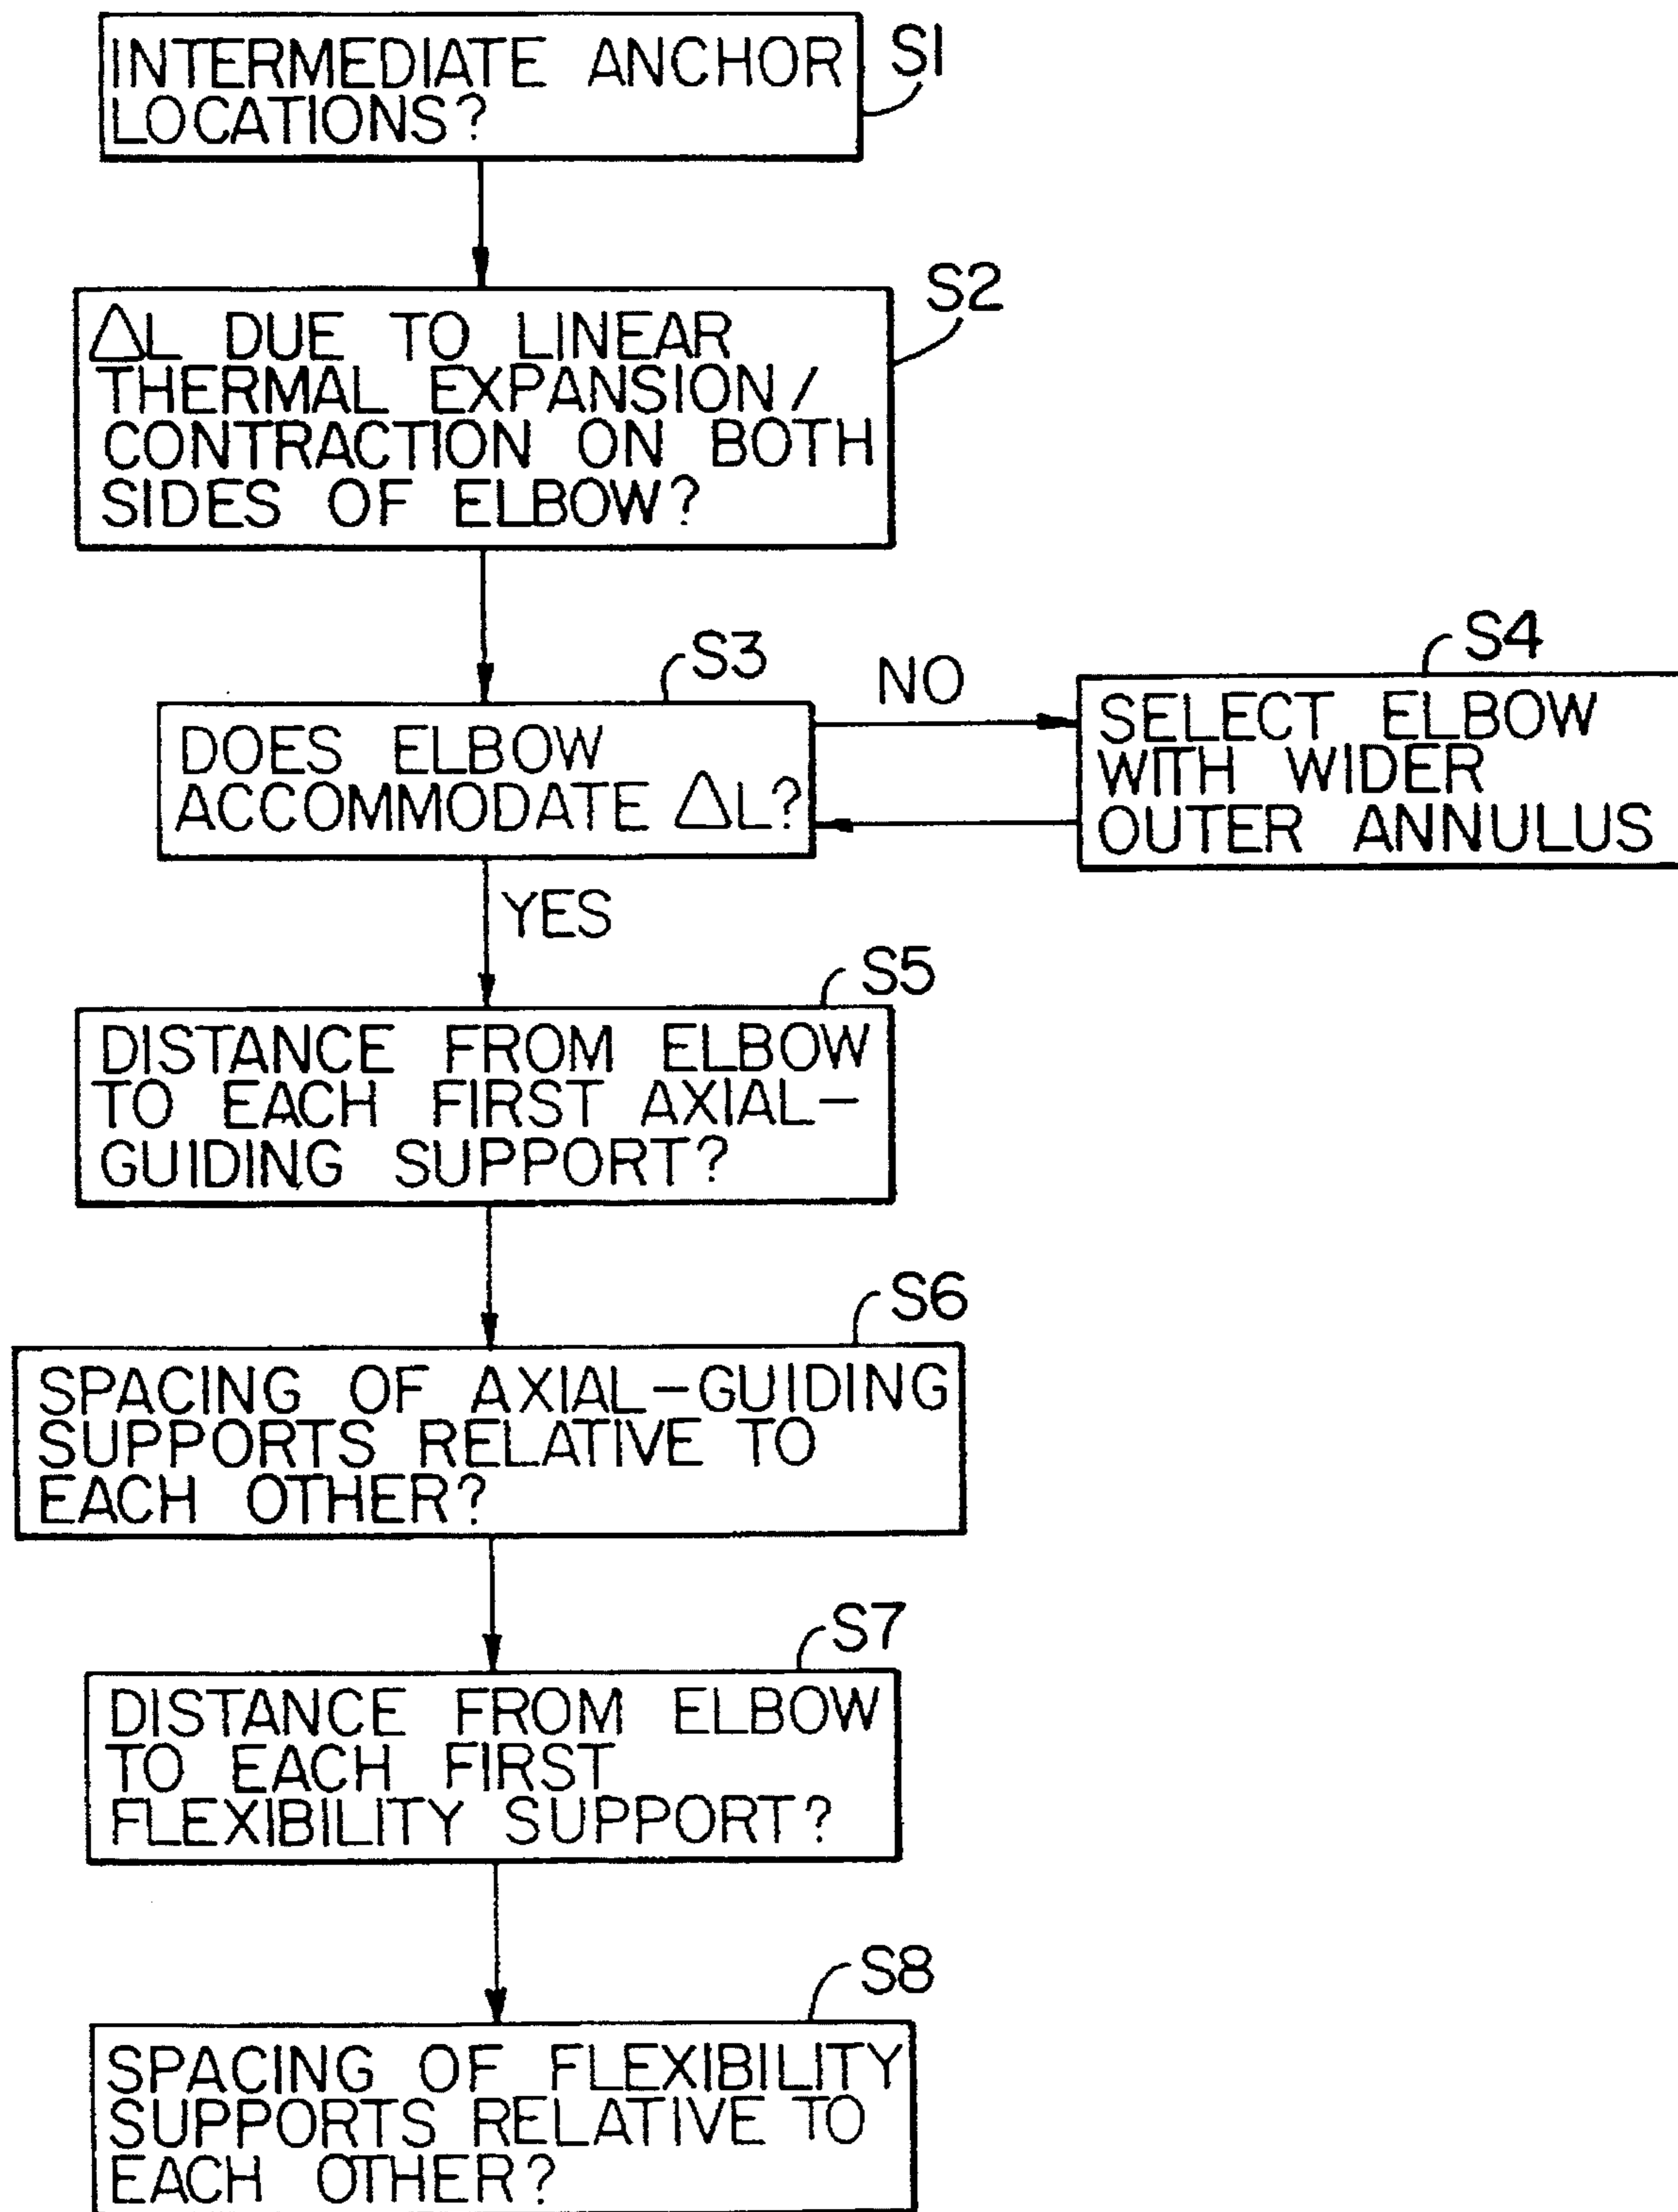 INTERMEDIATE ANCHOR
LOCATIONS?
S1
S2
△L DUE TO LINEAR
THERMAL EXPANSION/
CONTRACTION ON BOTH
SIDES OF ELBOW?
S3
DOES ELBOW
ACCOMMODATE △L?
NO
S4
SELECT ELBOW
WITH WIDER
OUTER ANNULUS
YES
S5
DISTANCE FROM ELBOW
TO EACH FIRST AXIAL-
GUIDING SUPPORT?
S6
SPACING OF AXIAL-GUIDING
SUPPORTS RELATIVE TO
EACH OTHER?
S7
DISTANCE FROM ELBOW
TO EACH FIRST
FLEXIBILITY SUPPORT?
S8
SPACING OF FLEXIBILITY
SUPPORTS RELATIVE TO
EACH OTHER?